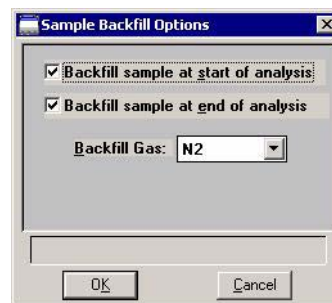 Sample Backfill Options
Backfill sample at start of analysis
Backfill sample at end of analysis
Backfill Gas: N2
OK Cancel